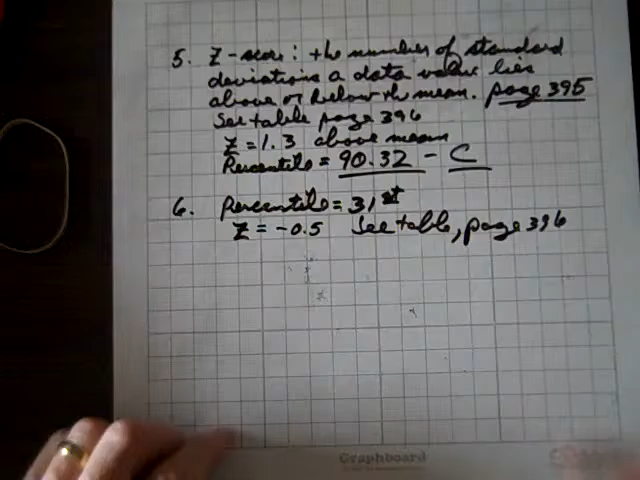 5. Z-score: the number of standard
deviations a data value lies
above or below the mean. page 395
See table page 396
Z = 1.3 above mean
Percentile = 90.32 - C
6. Percentile = 31st
Z = -0.5 See table, page 396
Graphboard